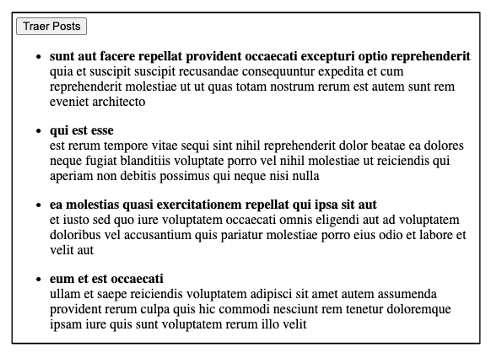 Traer Posts
sunt aut facere repellat provident occaecati excepturi optio reprehenderit
quia et suscipit suscipit recusandae consequuntur expedita et cum
reprehenderit molestiae ut ut quas totam nostrum rerum est autem sunt rem
eveniet architecto
qui est esse
est rerum tempore vitae sequi sint nihil reprehenderit dolor beatae ea dolores
neque fugiat blanditiis voluptate porro vel nihil molestiae ut reiciendis qui
aperiam non debitis possimus qui neque nisi nulla
ea molestias quasi exercitationem repellat qui ipsa sit aut
et iusto sed quo iure voluptatem occaecati omnis eligendi aut ad voluptatem
doloribus vel accusantium quis pariatur molestiae porro eius odio et labore et
velit aut
eum et est occaecati
ullam et saepe reiciendis voluptatem adipisci sit amet autem assumenda
provident rerum culpa quis hic commodi nesciunt rem tenetur doloremque
ipsam iure quis sunt voluptatem rerum illo velit